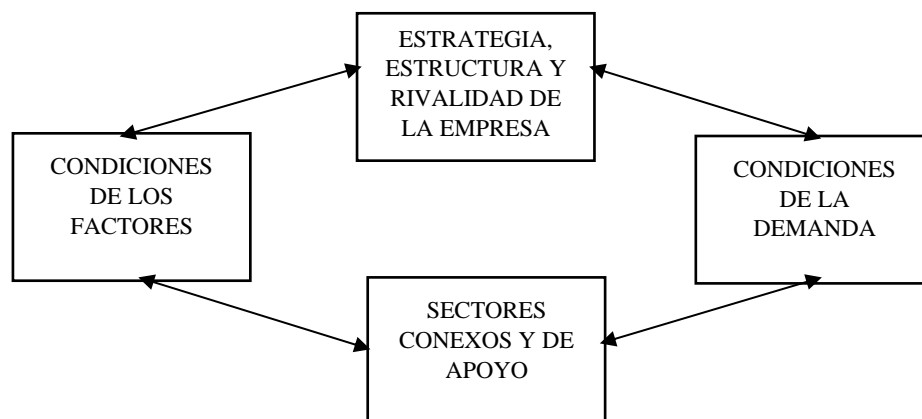 ESTRATEGIA,
ESTRUCTURA Y
RIVALIDAD DE
LA EMPRESA
CONDICIONES
DE LOS
FACTORES
CONDICIONES
DE LA
DEMANDA
SECTORES
CONEXOS Y DE
APOYO